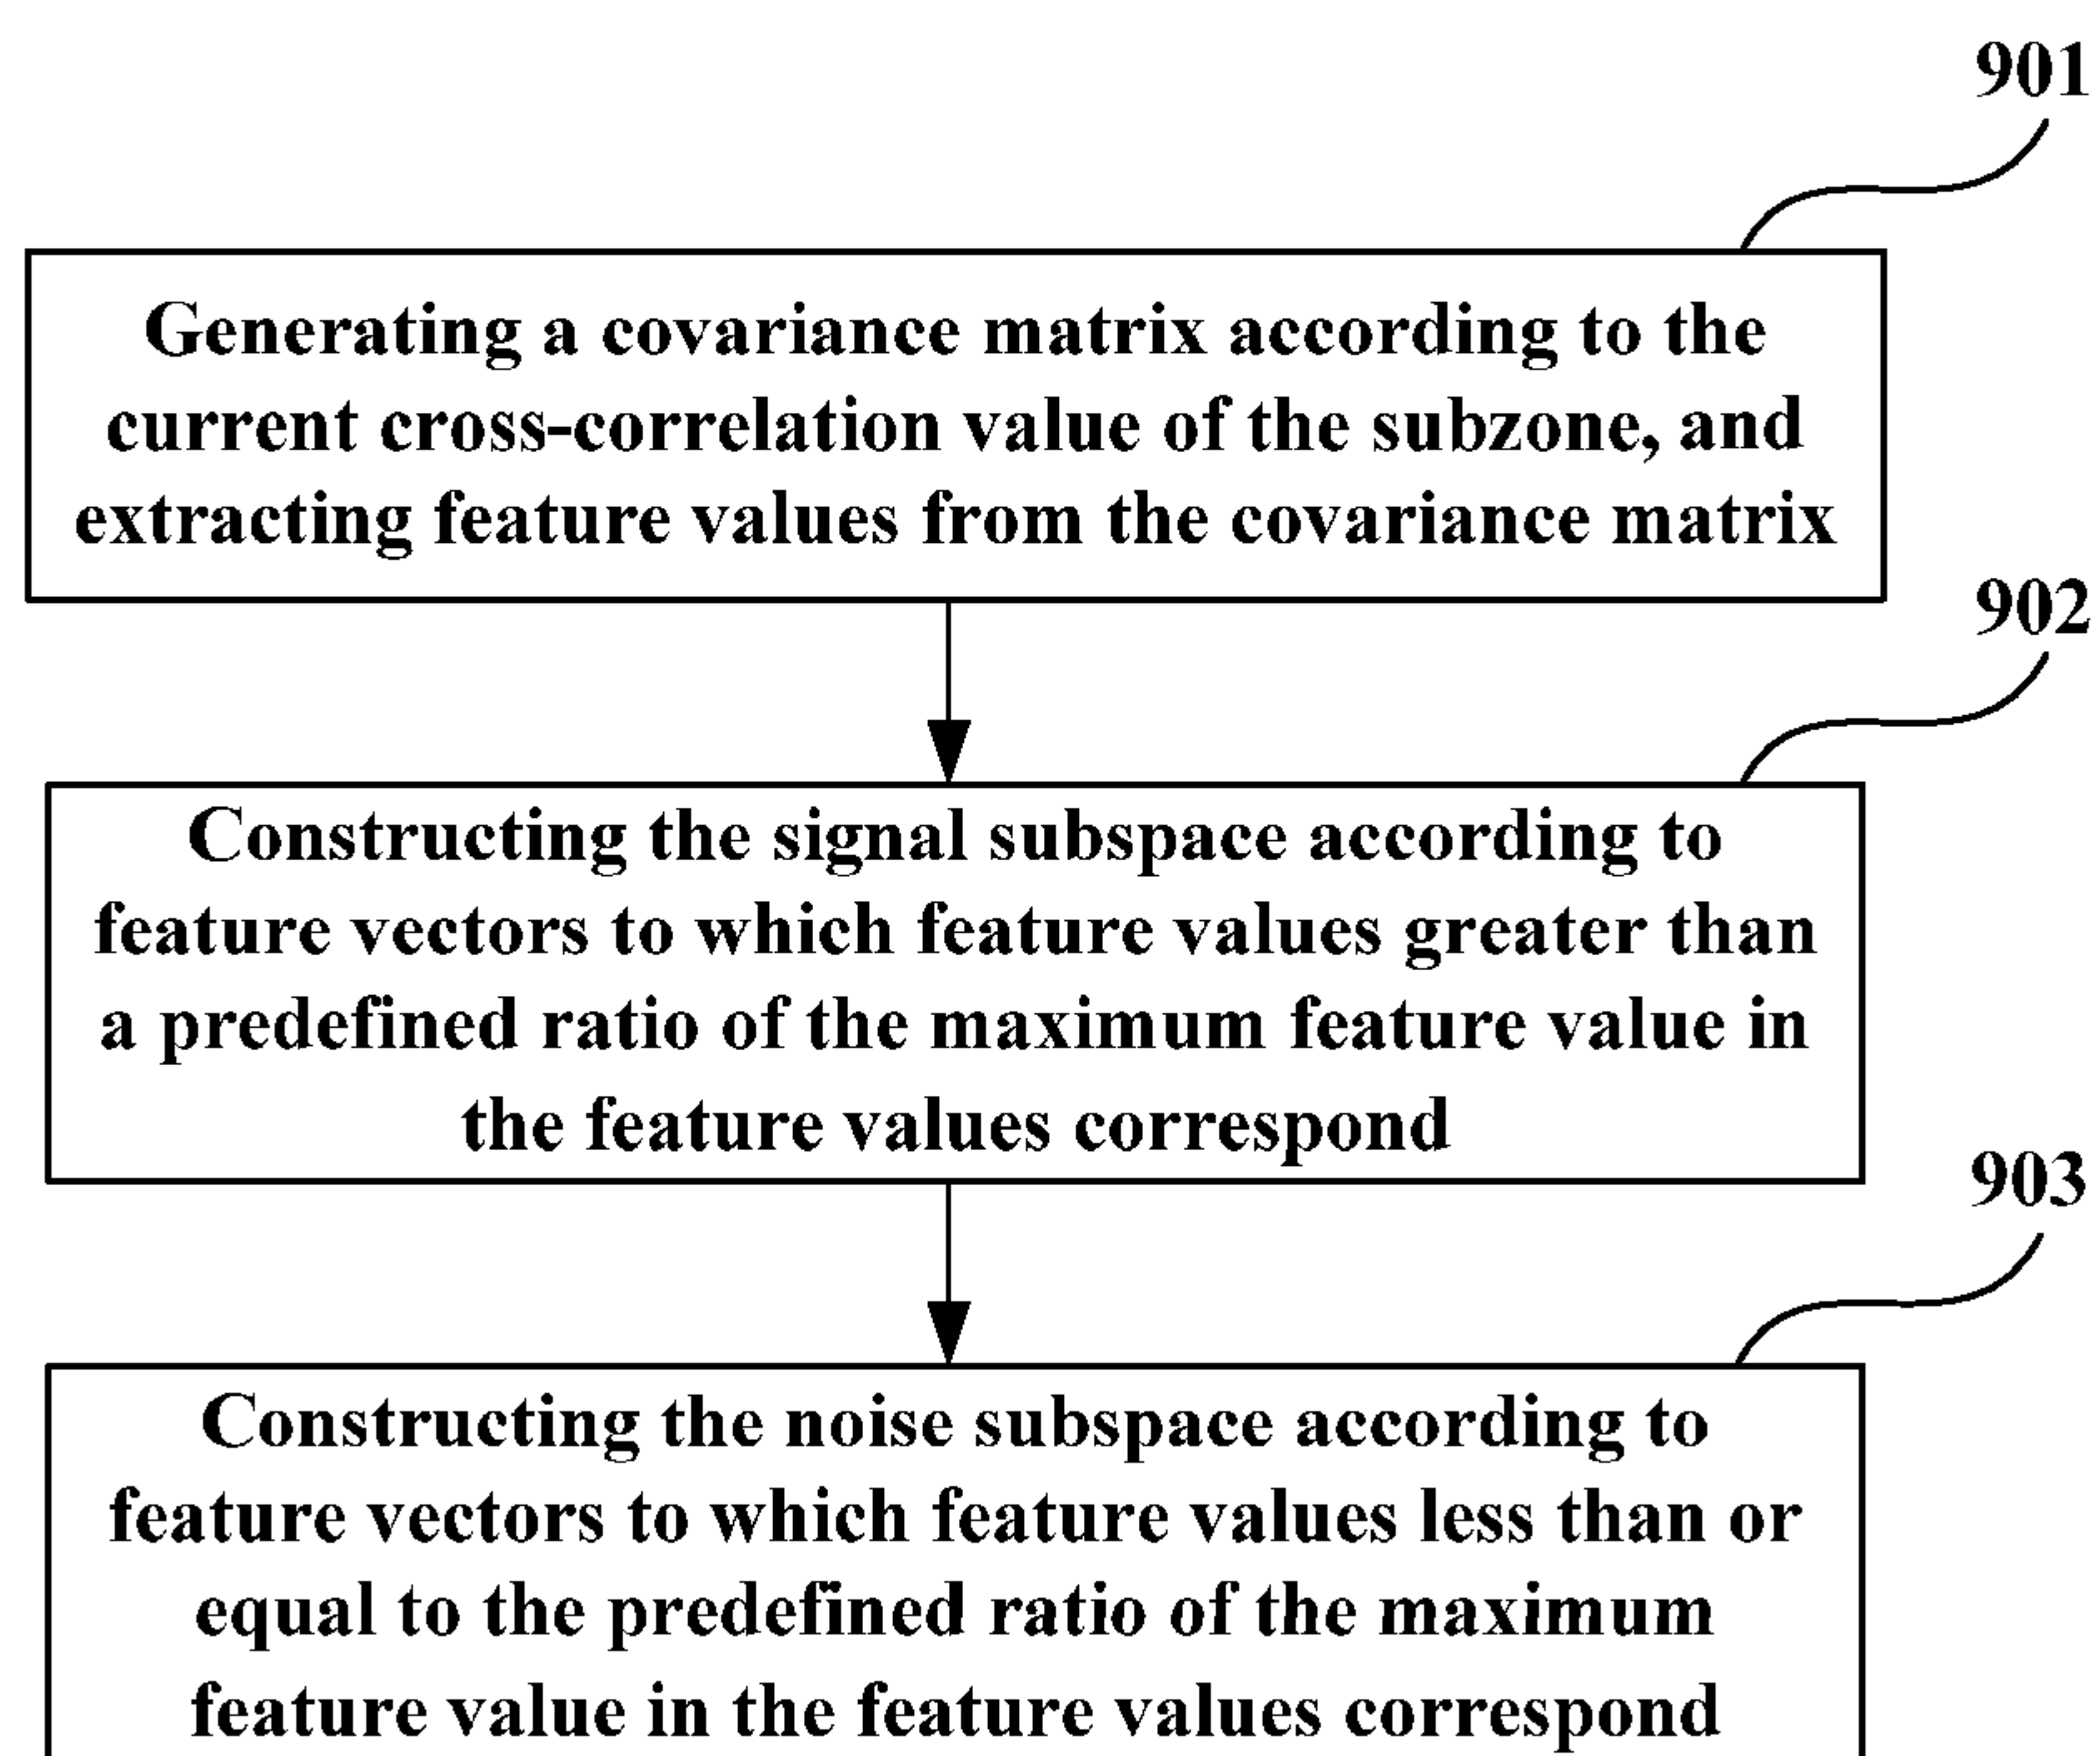 901
Generating a covariance matrix according to the
current cross-correlation value of the subzone, and
extracting feature values from the covariance matrix
902
Constructing the signal subspace according to
feature vectors to which feature values greater than
a predefined ratio of the maximum feature value in
the feature values correspond
903
Constructing the noise subspace according to
feature vectors to which feature values less than or
equal to the predefined ratio of the maximum
feature value in the feature values correspond